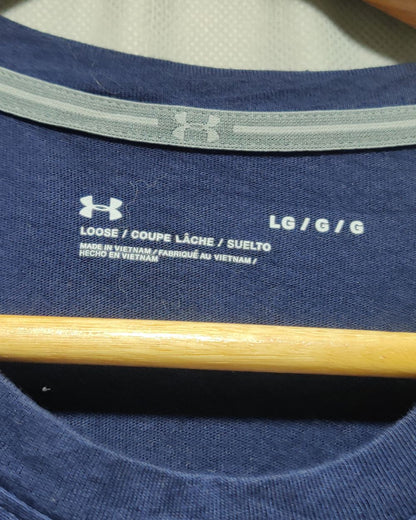 LG / G / G
LOOSE / COUPE LÂCHE / SUELTO
MADE IN VIETNAM / FABRIQUÉ AU VIETNAM /
HECHO EN VIETNAM